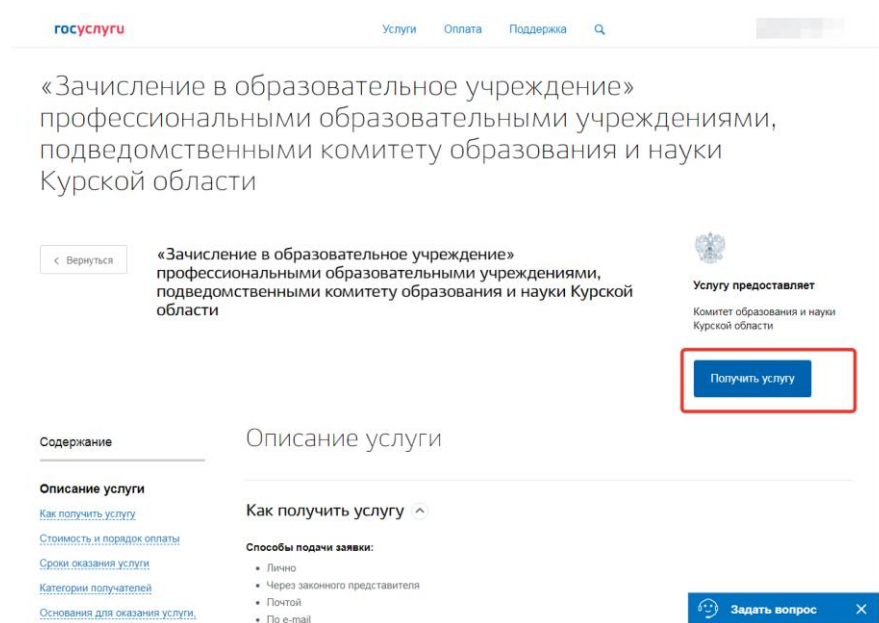 госуслуги
Услуги Оплата Поддержка
«Зачисление в образовательное учреждение»
профессиональными образовательными учреждениями,
подведомственными комитету образования и науки
Курской области
Вернуться
«Зачисление в образовательное учреждение»
профессиональными образовательными учреждениями,
подведомственными комитету образования и науки Курской
области
Услугу предоставляет
Комитет образования и науки
Курской области
Получить услугу
Содержание
Описание услуги
Как получить услугу
Стоимость и порядок оплаты
Сроки оказания услуги
Категории получателей
Основания для оказания услуги,
Описание услуги
Как получить услугу
Способы подачи заявки:
• Лично
• Через законного представителя
• Почтой
• По e-mail
Задать вопрос